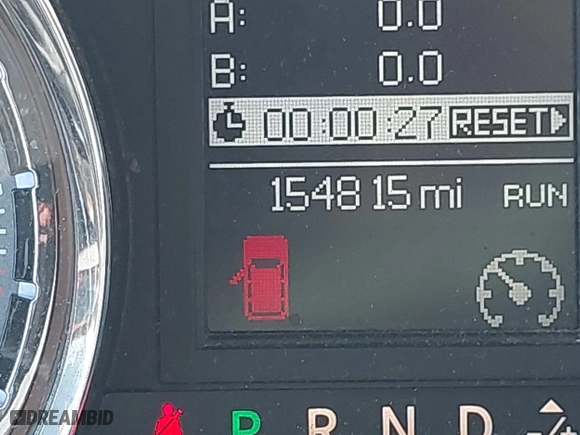 A: 0.0
B: 0.0
00:00:27 RESET
154815 mi RUN
P R N D -/+
DREAMBID